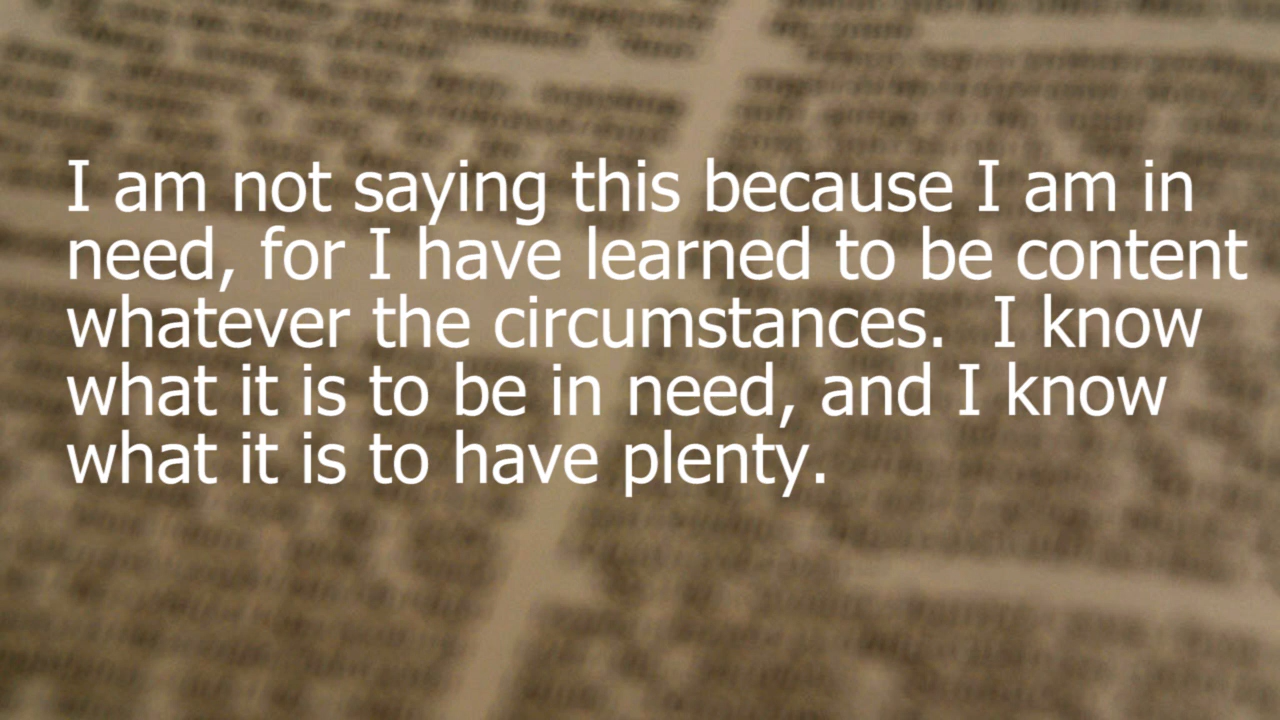 I am not saying this because I am in
need, for I have learned to be content
whatever the circumstances.  I know
what it is to be in need, and I know
what it is to have plenty.